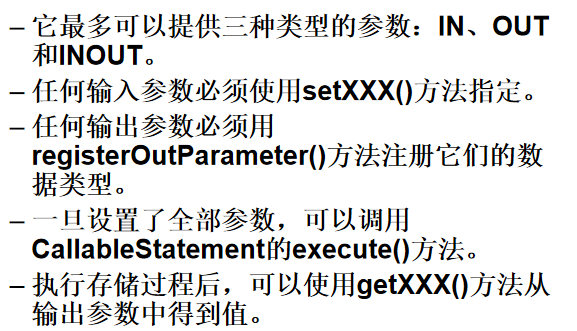 – 它最多可以提供三种类型的参数：IN、OUT
和INOUT。
– 任何输入参数必须使用setXXX()方法指定。
– 任何输出参数必须用
registerOutParameter()方法注册它们的数
据类型。
– 一旦设置了全部参数，可以调用
CallableStatement的execute()方法。
– 执行存储过程后，可以使用getXXX()方法从
输出参数中得到值。